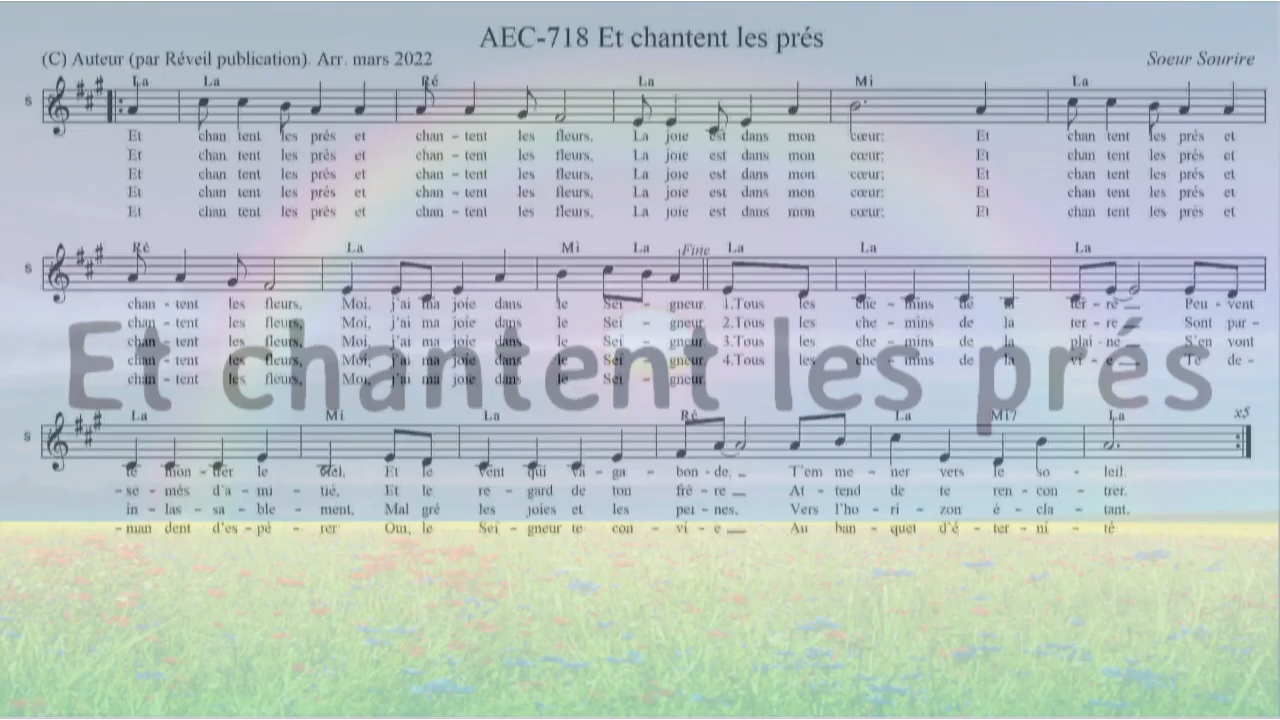 AEC-718 Et chantent les prés
(C) Auteur (par Réveil publication). Arr. mars 2022 Soeur Sourire
La La Ré La Mi La
S
Et chan tent les prés et chan - tent les fleurs, La joie est dans mon cœur; Et chan tent les prés et
Et chan tent les prés et chan - tent les fleurs, La joie est dans mon cœur; Et chan tent les prés et
Et chan tent les prés et chan - tent les fleurs, La joie est dans mon cœur; Et chan tent les prés et
Et chan tent les prés et chan - tent les fleurs, La joie est dans mon cœur; Et chan tent les prés et
Et chan tent les prés et chan - tent les fleurs, La joie est dans mon cœur; Et chan tent les prés et
Ré La Mi La Fine La La La
S
chan - tent les fleurs, Moi, j'ai ma joie dans le Sei - gneur. 1.Tous les che - mins de la ter - re Peu - vent
chan - tent les fleurs, Moi, j'ai ma joie dans le Sei - gneur. 2.Tous les che - mins de la ter - re Sont par -
chan - tent les fleurs, Moi, j'ai ma joie dans le Sei - gneur. 3.Tous les che - mins de la plai - ne S'en vont
chan - tent les fleurs, Moi, j'ai ma joie dans le Sei - gneur. 4.Tous les che - mins de la vi - e Te de -
chan - tent les fleurs, Moi, j'ai ma joie dans le Sei - gneur.
Et chantent les prés
La Mi La Ré La Mi7 La x5
S
te mon - trer le ciel, Et le vent qui va - ga - bon - de, T'em me - ner vers le so - leil.
- se - més d'a - mi - tié, Et le re - gard de ton frè - re At - tend de te ren - con - trer.
in - las - sa - ble - ment, Mal gré les joies et les pei - nes, Vers l'ho - ri - zon é - cla - tant.
- man dent d'es - pé - rer Oui, le Sei - gneur te con - vi - e Au ban - quet d'é - ter - ni - té